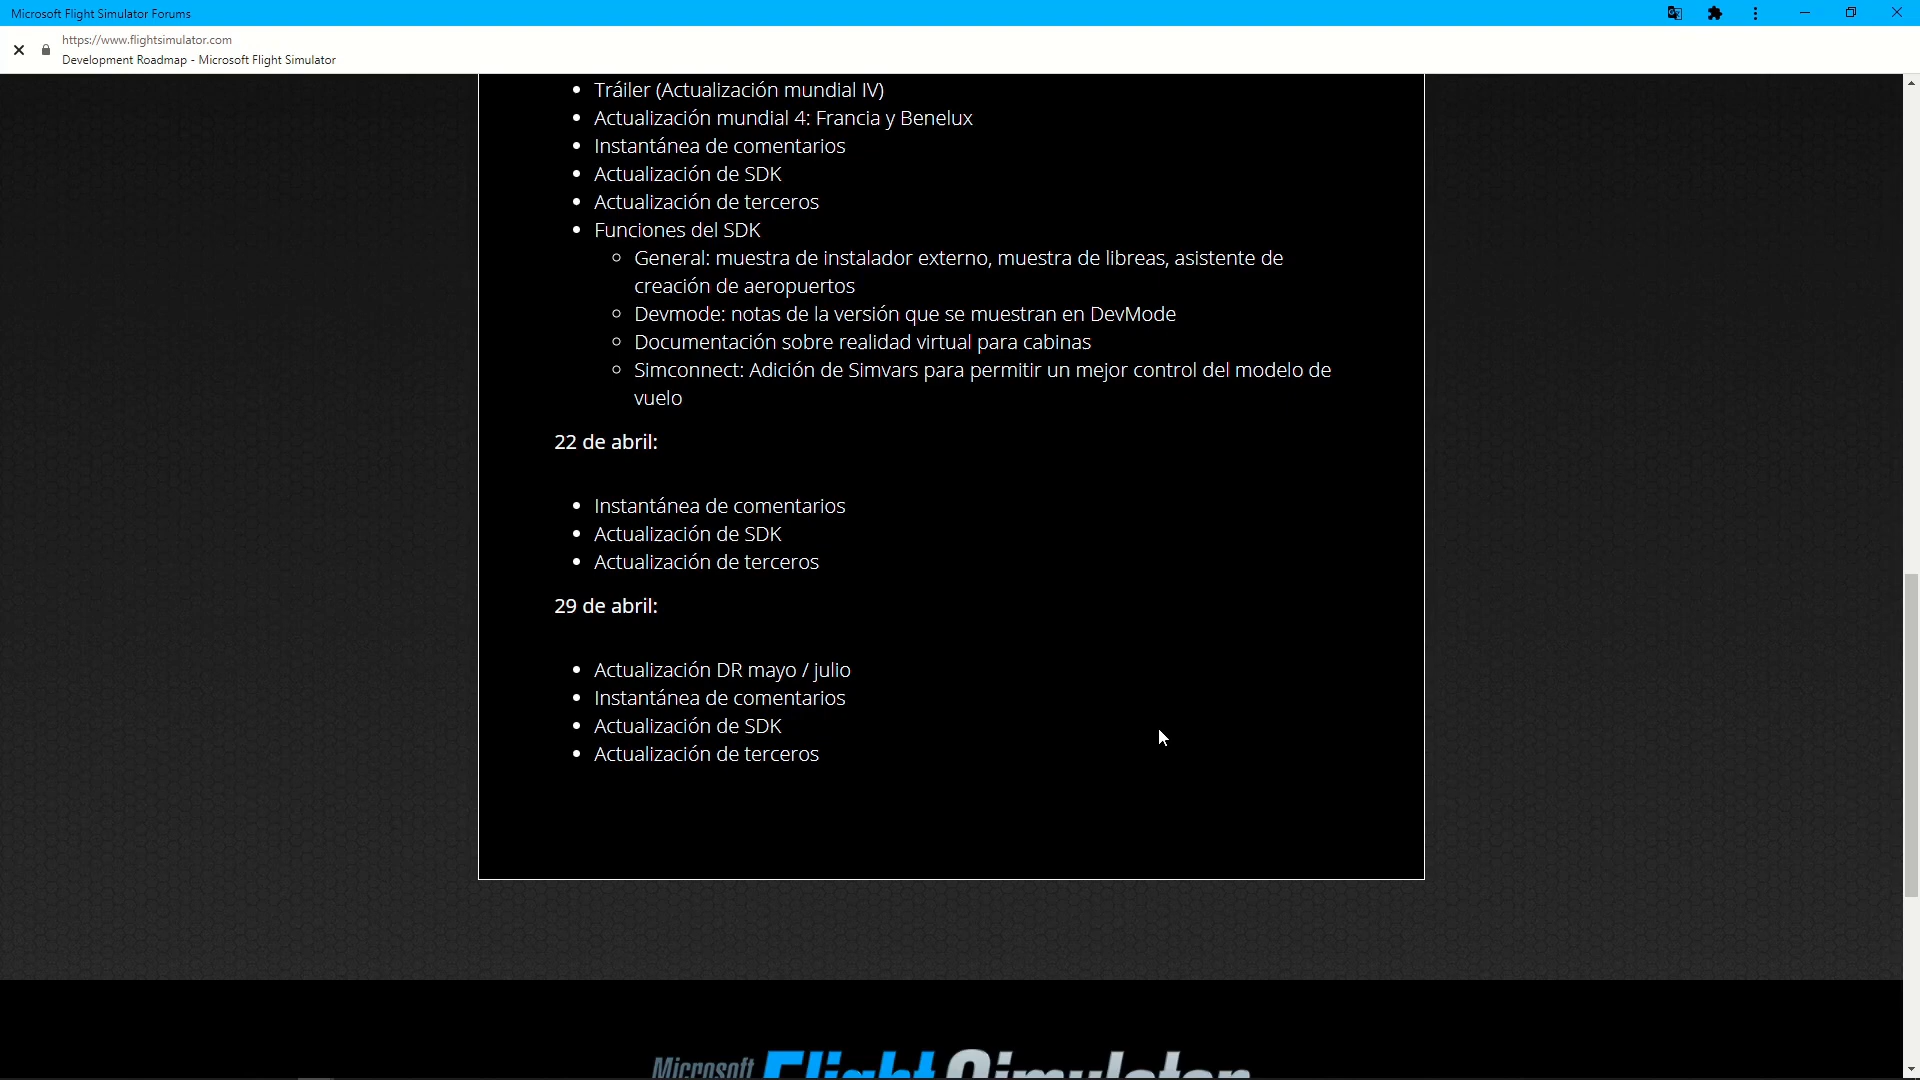 Microsoft Flight Simulator Forums
https://www.flightsimulator.com
Development Roadmap - Microsoft Flight Simulator
Tráiler (Actualización mundial IV)
Actualización mundial 4: Francia y Benelux
Instantánea de comentarios
Actualización de SDK
Actualización de terceros
Funciones del SDK
General: muestra de instalador externo, muestra de libreas, asistente de
creación de aeropuertos
Devmode: notas de la versión que se muestran en DevMode
Documentación sobre realidad virtual para cabinas
Simconnect: Adición de Simvars para permitir un mejor control del modelo de
vuelo
22 de abril:
Instantánea de comentarios
Actualización de SDK
Actualización de terceros
29 de abril:
Actualización DR mayo / julio
Instantánea de comentarios
Actualización de SDK
Actualización de terceros
Microsoft Flight Simulator